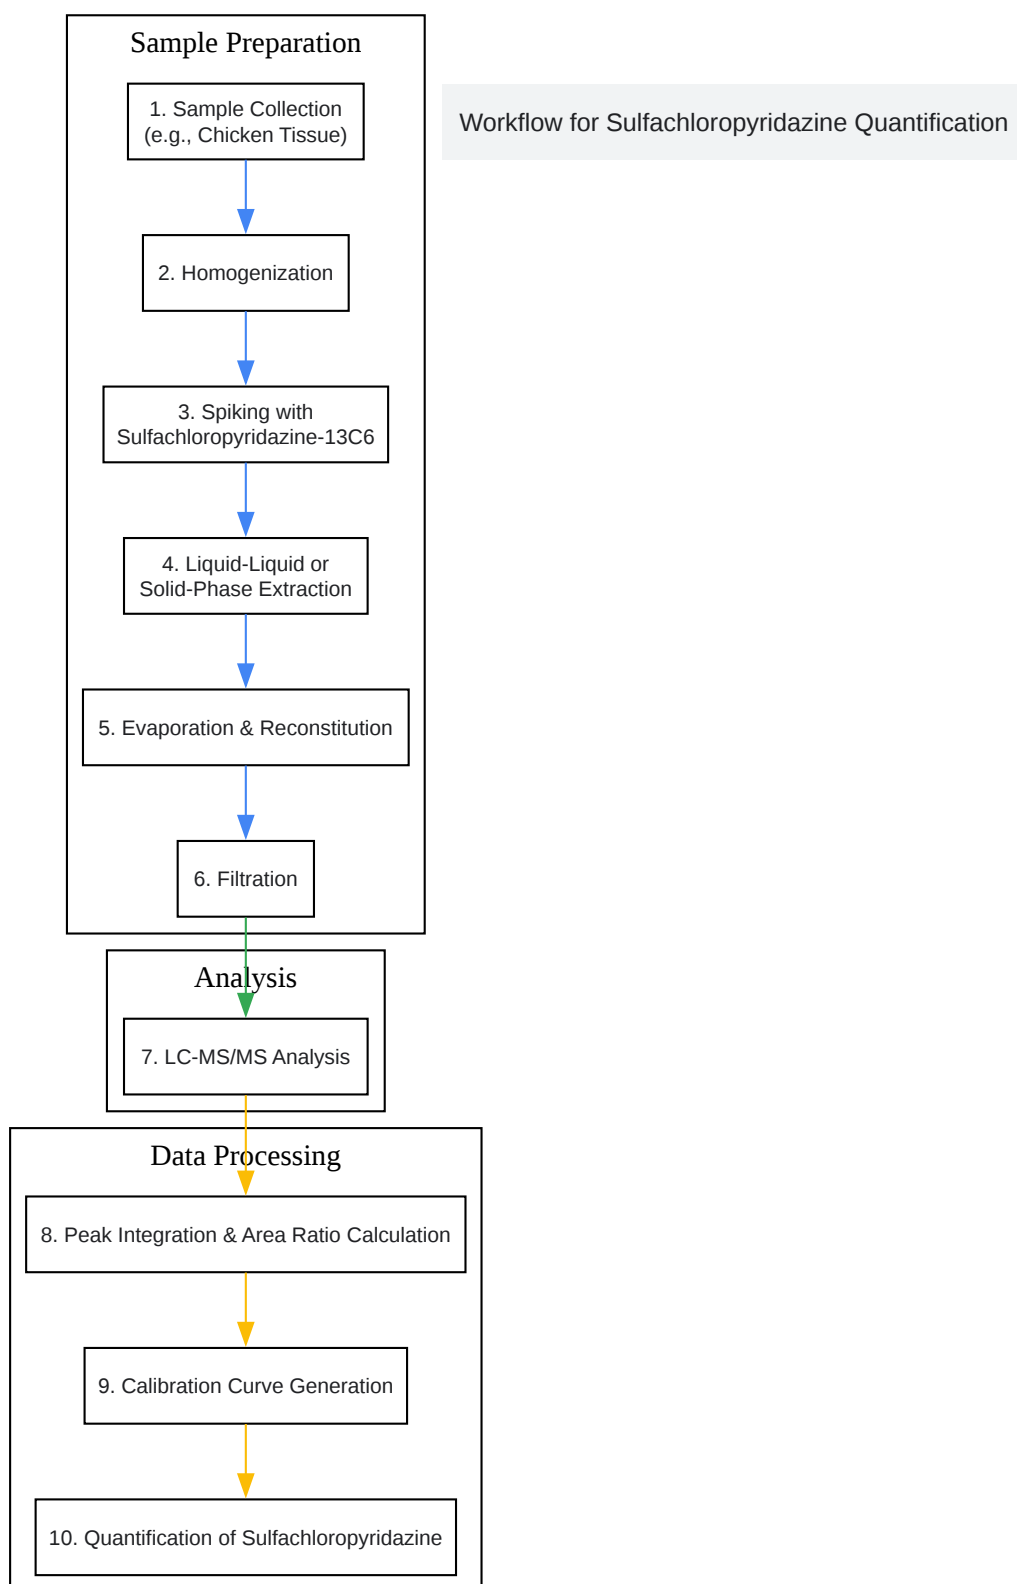 Sample Preparation
1. Sample Collection
(e.g., Chicken Tissue)
Workflow for Sulfachloropyridazine Quantification
2. Homogenization
3. Spiking with
Sulfachloropyridazine-13C6
4. Liquid-Liquid or
Solid-Phase Extraction
5. Evaporation & Reconstitution
6. Filtration
Analysis
7. LC-MS/MS Analysis
Data Processing
8. Peak Integration & Area Ratio Calculation
9. Calibration Curve Generation
10. Quantification of Sulfachloropyridazine